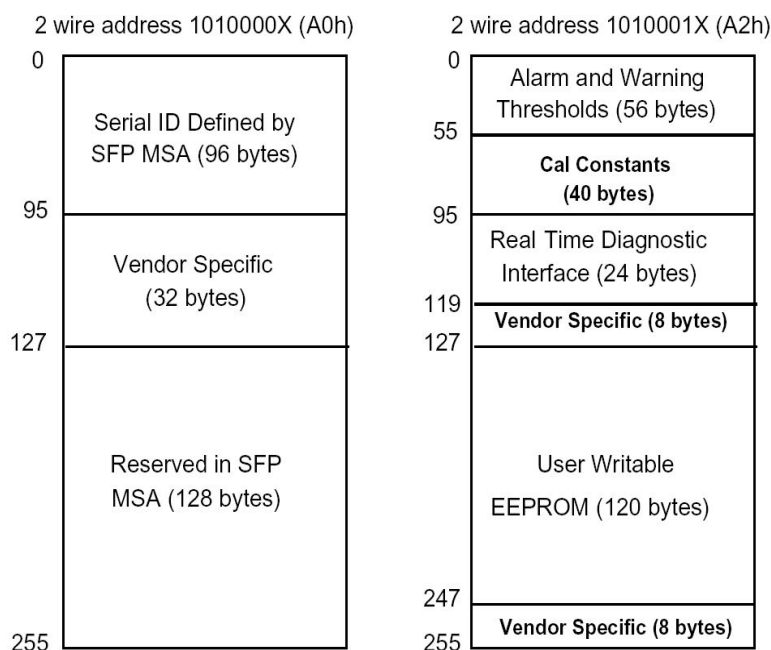 2 wire address 1010000X (A0h)
0
Serial ID Defined by
SFP MSA (96 bytes)
95
Vendor Specific
(32 bytes)
127
Reserved in SFP
MSA (128 bytes)
255
2 wire address 1010001X (A2h)
0
Alarm and Warning
Thresholds (56 bytes)
55
Cal Constants
(40 bytes)
95
Real Time Diagnostic
Interface (24 bytes)
119
Vendor Specific (8 bytes)
127
User Writable
EEPROM (120 bytes)
247
Vendor Specific (8 bytes)
255